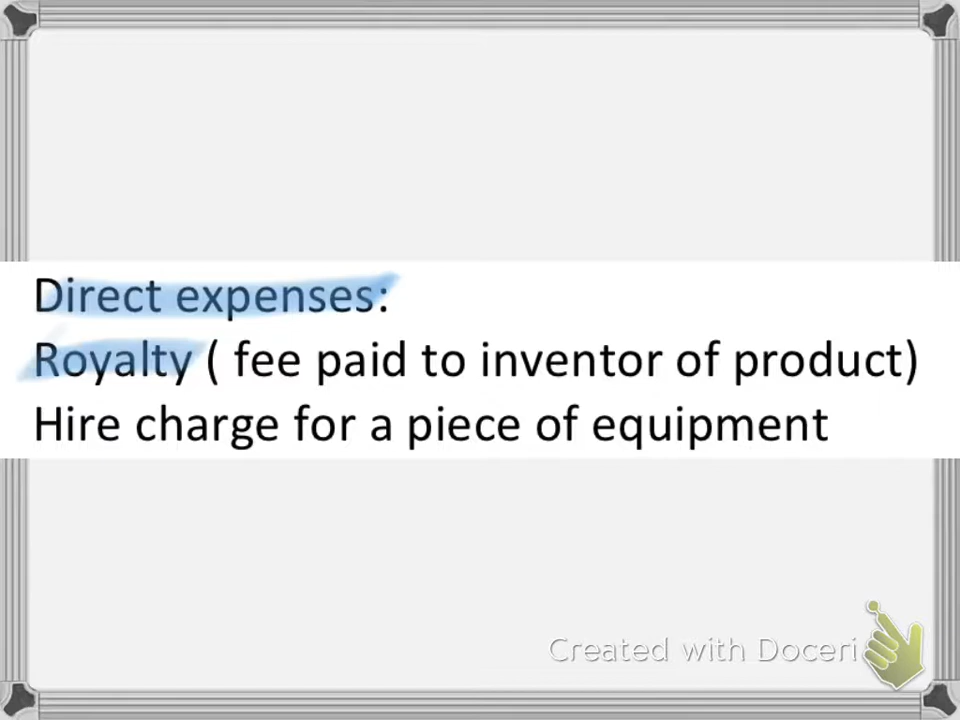 Direct expenses:
Royalty ( fee paid to inventor of product)
Hire charge for a piece of equipment
Created with Doceri